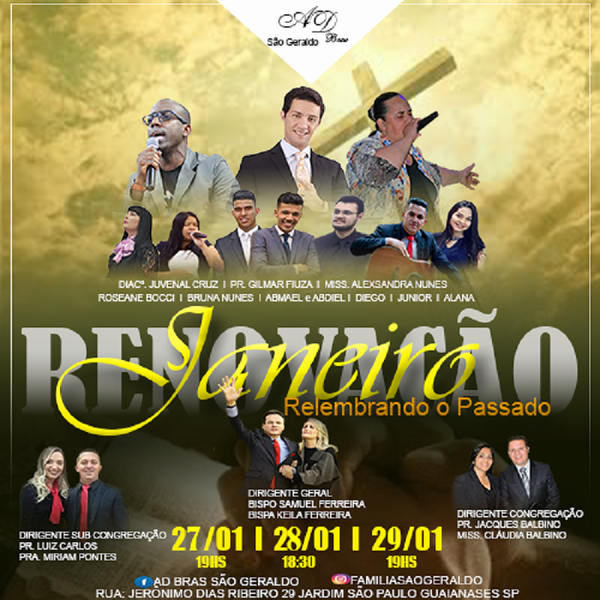 AD
Bras
São Geraldo
DIACº. JUVENAL CRUZ I PR. GILMAR FIUZA I MISS. ALEXSANDRA NUNES
ROSEANE BOCCI I BRUNA NUNES I ABMAEL e ABDIEL I DIEGO I JUNIOR I ALANA
RENOVAÇÃO
Janeiro
Relembrando o Passado
DIRIGENTE GERAL
BISPO SAMUEL FERREIRA
BISPA KEILA FERREIRA
DIRIGENTE SUB CONGREGAÇÃO
PR. LUIZ CARLOS
PRA. MIRIAM PONTES
DIRIGENTE CONGREGAÇÃO
PR. JACQUES BALBINO
MISS. CLÁUDIA BALBINO
27/01 I 28/01 I 29/01
19HS 18:30 19HS
AD BRAS SÃO GERALDO FAMILIASAOGERALDO
RUA: JERÔNIMO DIAS RIBEIRO 29 JARDIM SÃO PAULO GUAIANASES SP